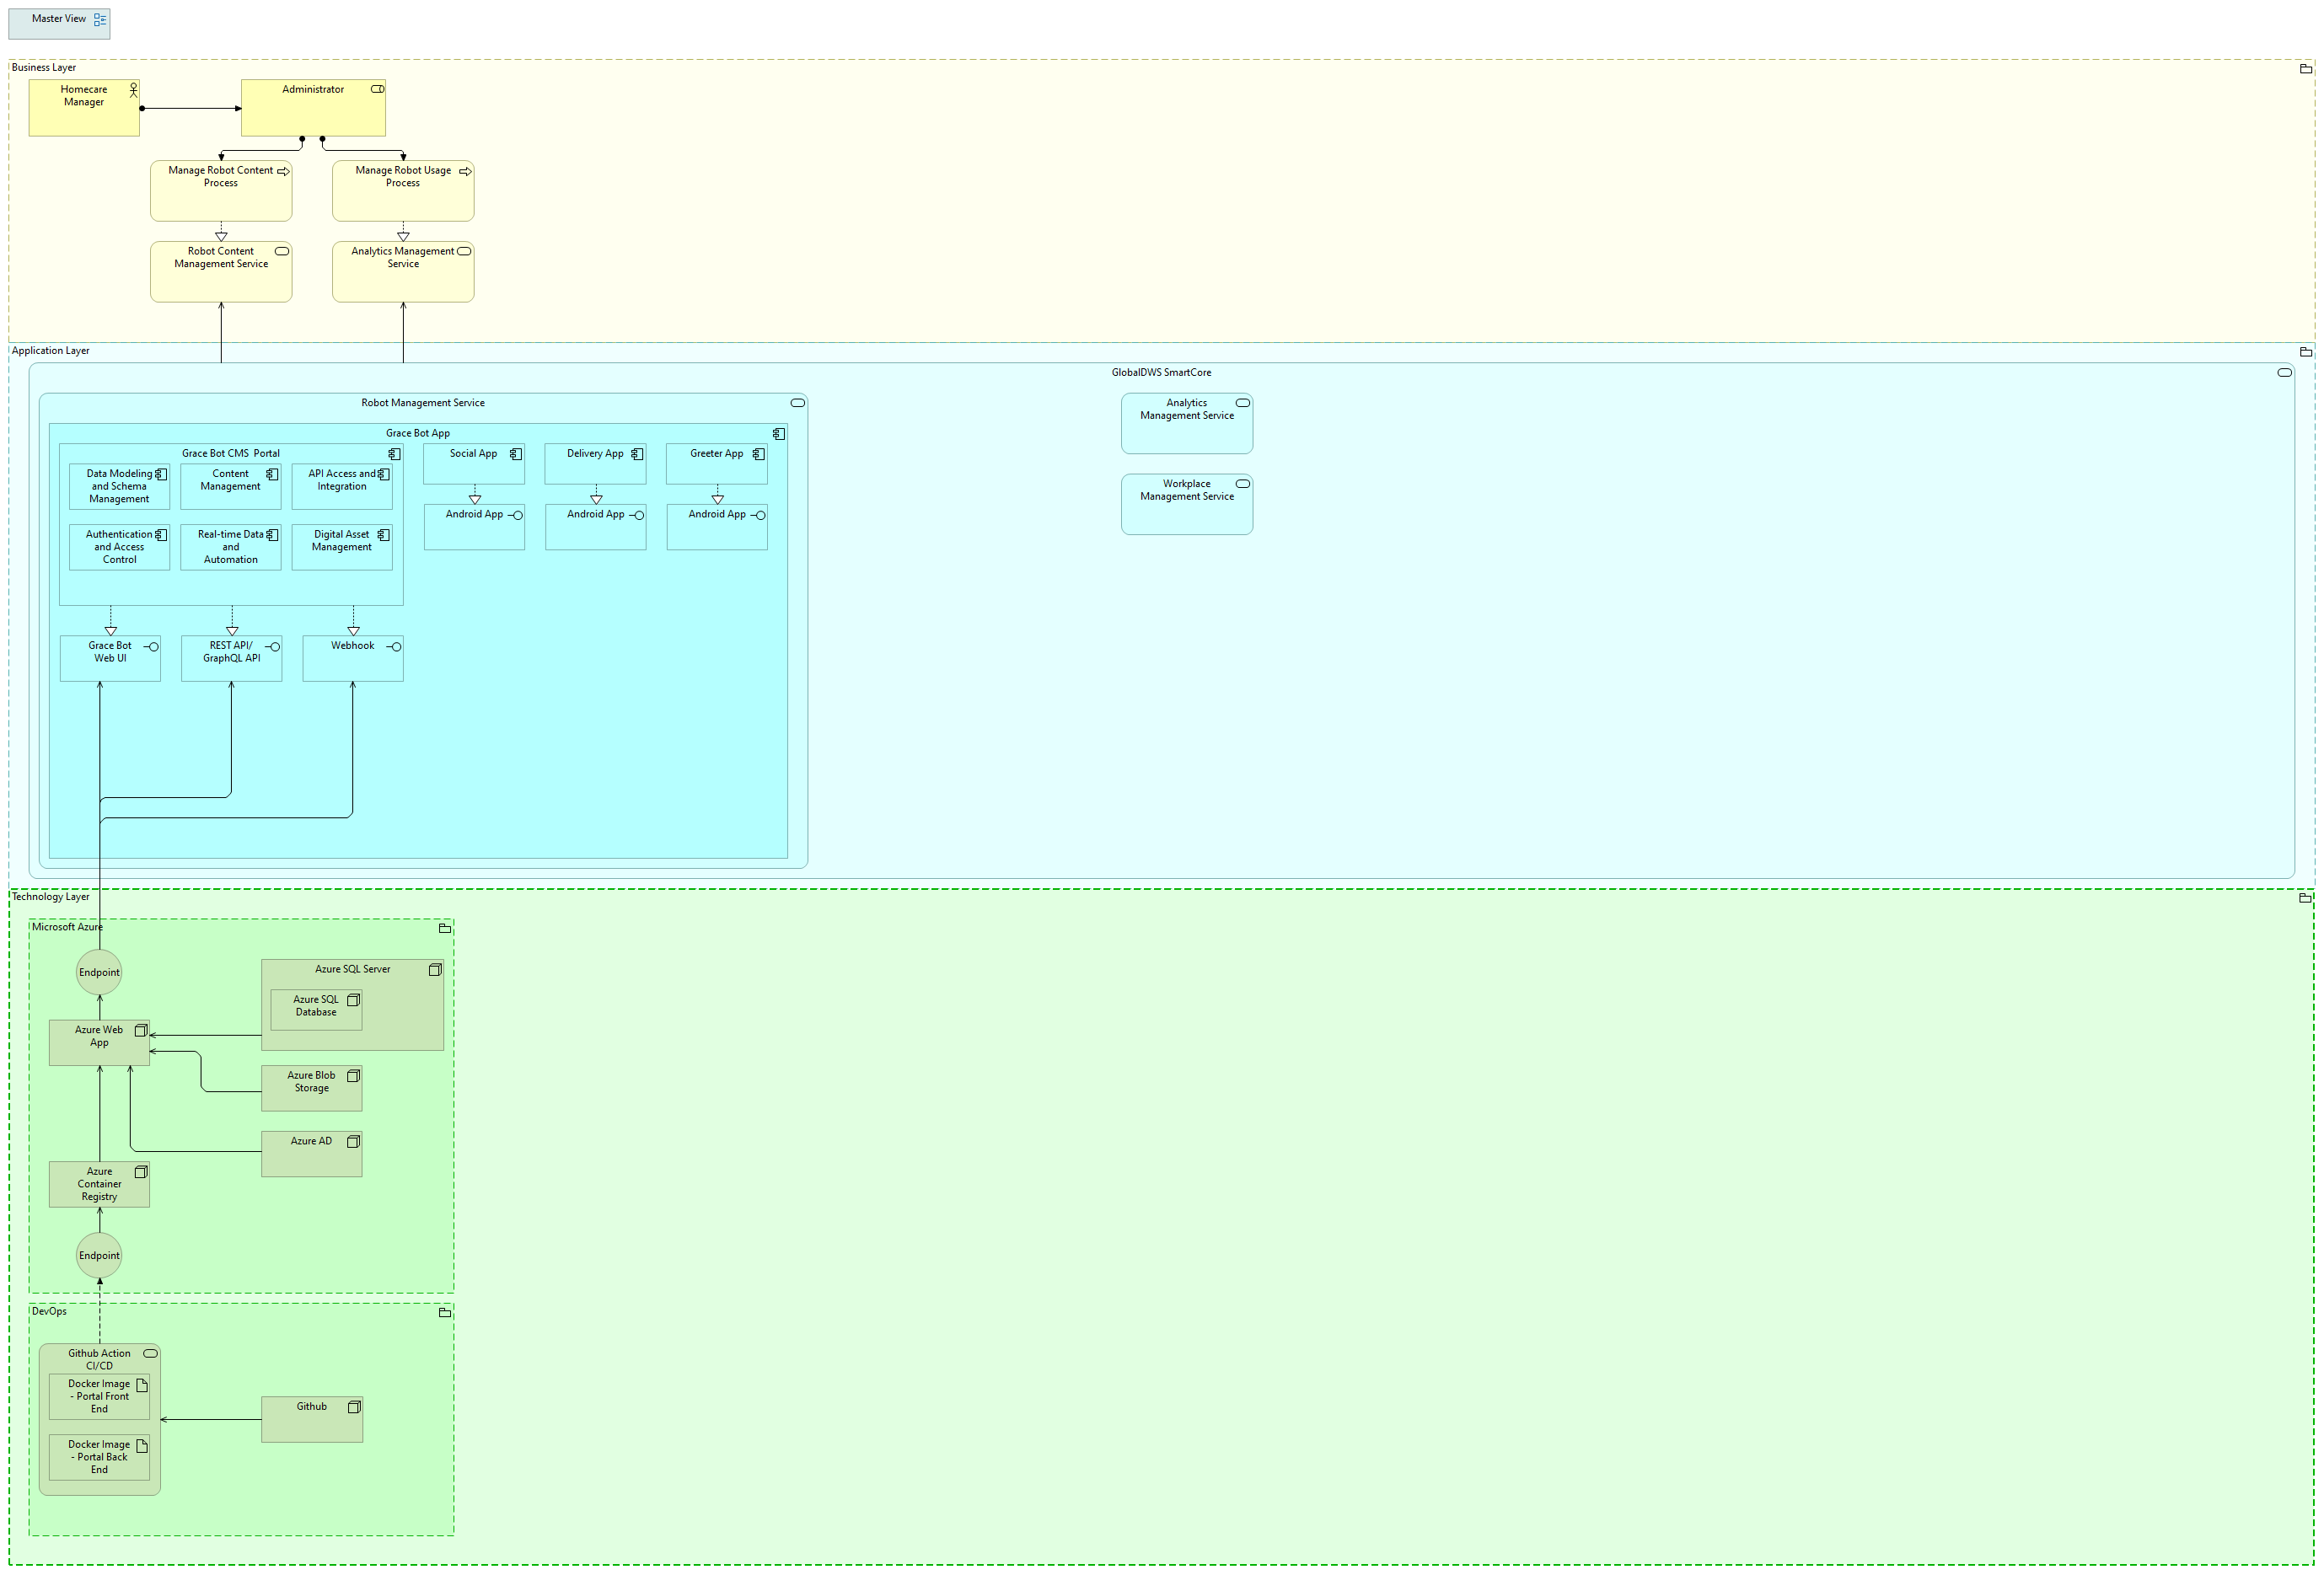 Master View
Business Layer
Homecare
Manager
Administrator
Manage Robot Content
Process
Manage Robot Usage
Process
Robot Content
Management Service
Analytics Management
Service
Application Layer
GlobalDWS SmartCore
Robot Management Service
Analytics
Management Service
Grace Bot App
Grace Bot CMS  Portal
Social App
Delivery App
Greeter App
Data Modeling
and Schema
Management
Content
Management
API Access and
Integration
Workplace
Management Service
Android App
Android App
Android App
Authentication
and Access
Control
Real-time Data
and
Automation
Digital Asset
Management
Grace Bot
Web UI
REST API/
GraphQL API
Webhook
Technology Layer
Microsoft Azure
Endpoint
Azure SQL Server
Azure SQL
Database
Azure Web
App
Azure Blob
Storage
Azure AD
Azure
Container
Registry
Endpoint
DevOps
Github Action
CI/CD
Docker Image
- Portal Front
End
Github
Docker Image
- Portal Back
End